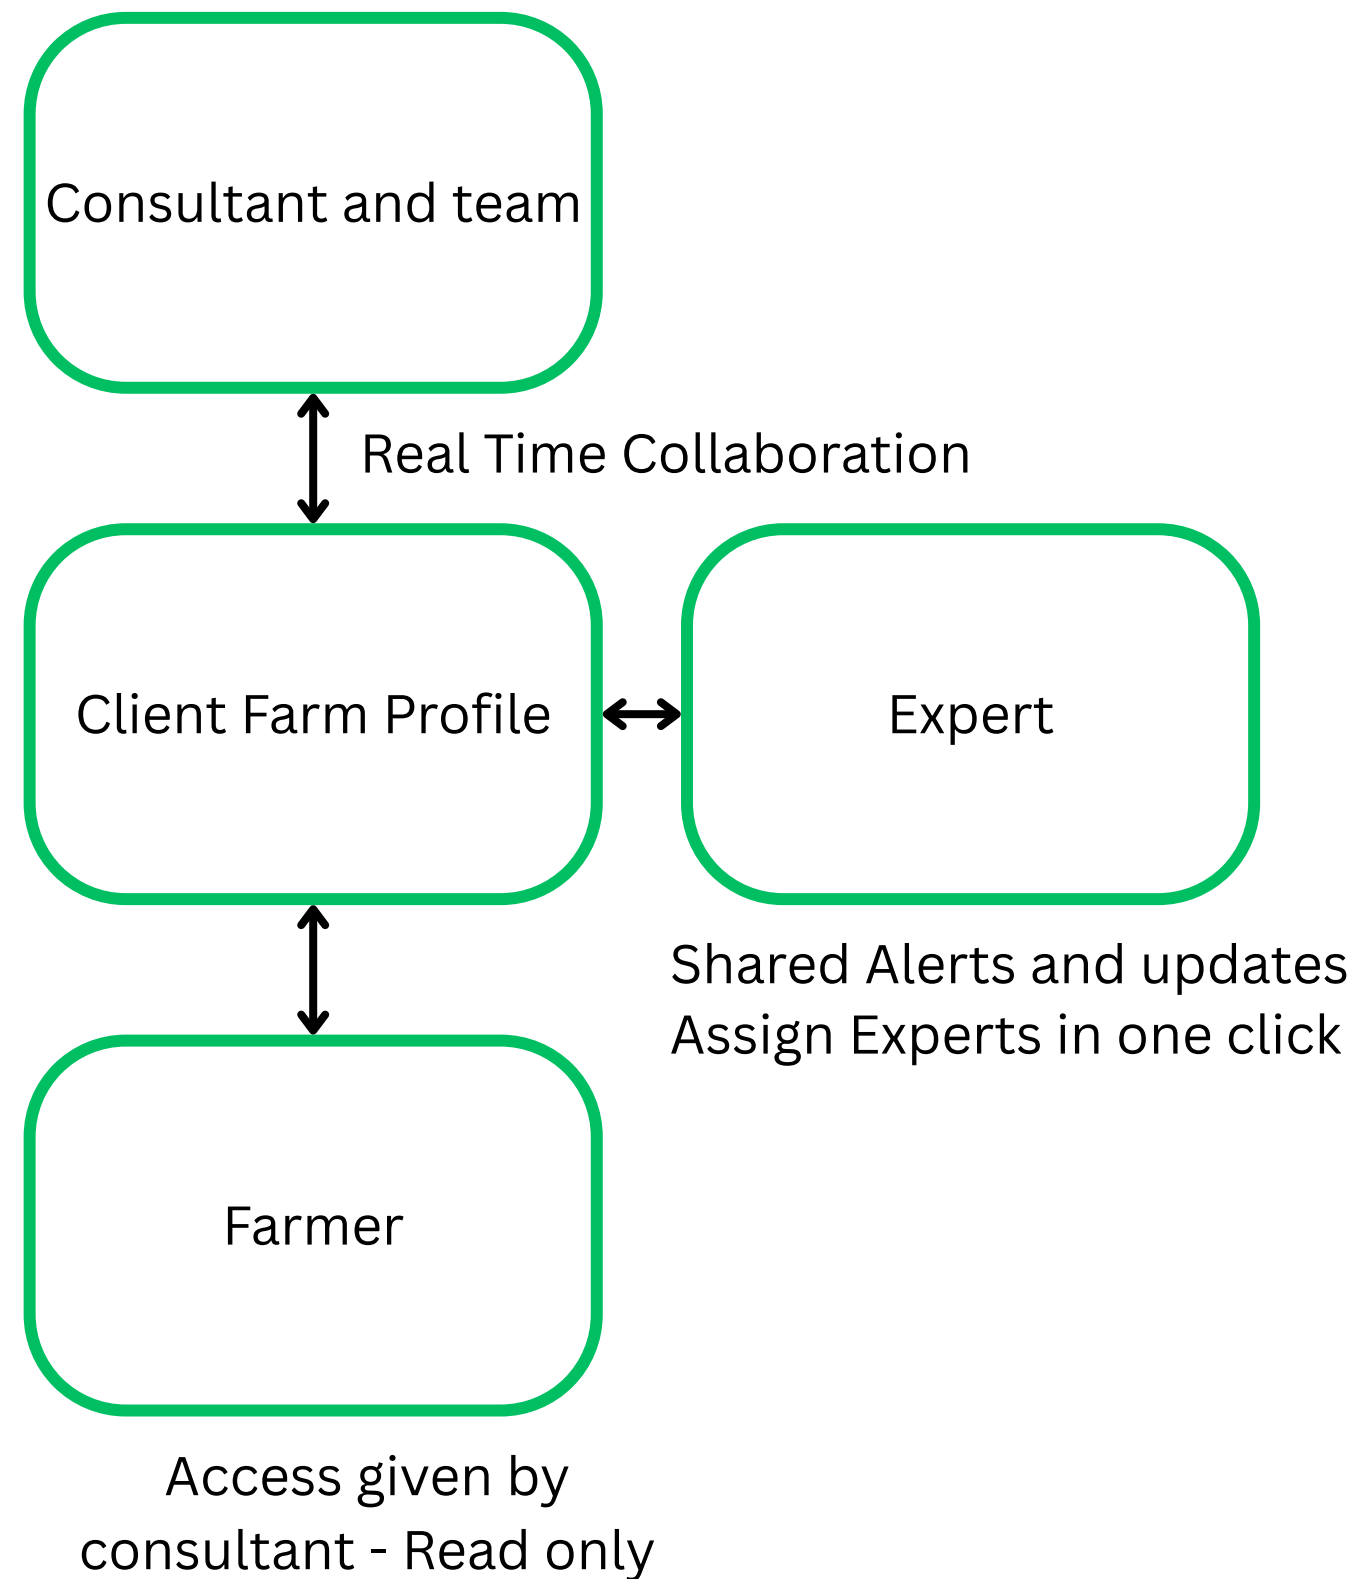 Consultant and team
Real Time Collaboration
Client Farm Profile
Expert
Shared Alerts and updates
Assign Experts in one click
Farmer
Access given by
consultant - Read only